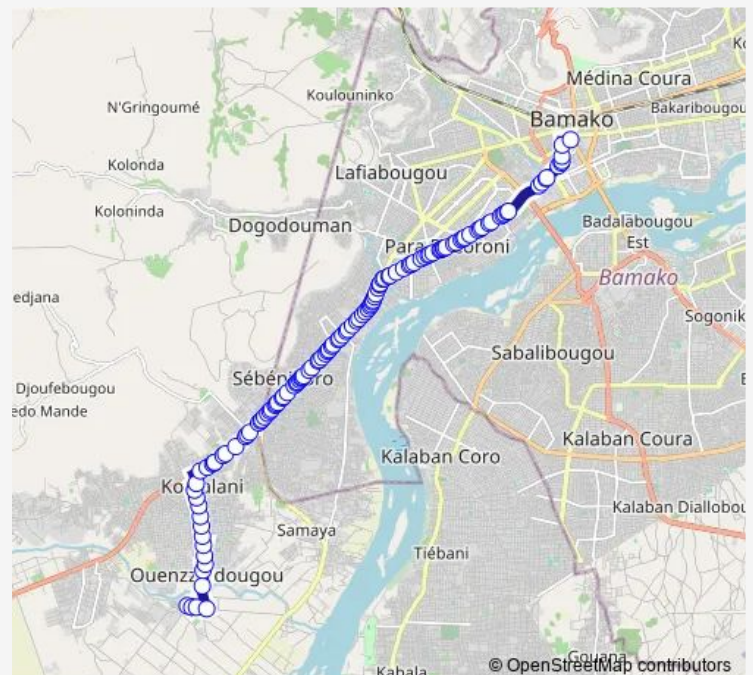 Médina Coura
Koulouninko
N'Gringoumé
Bakaribougou
Bamako
Kolonda
Lafiabougou
Koloninda
Dogodouman
Badalabougou
Est
Bamako
edjana
Sogonik
Sabalibougou
Djoufebougou
edo Mande
Kalaban Coura
Kalaban Coro
Kalaban Diallobou
Samaya
Tiébani
Gouana
Kabala
© OpenStreetMap contributors